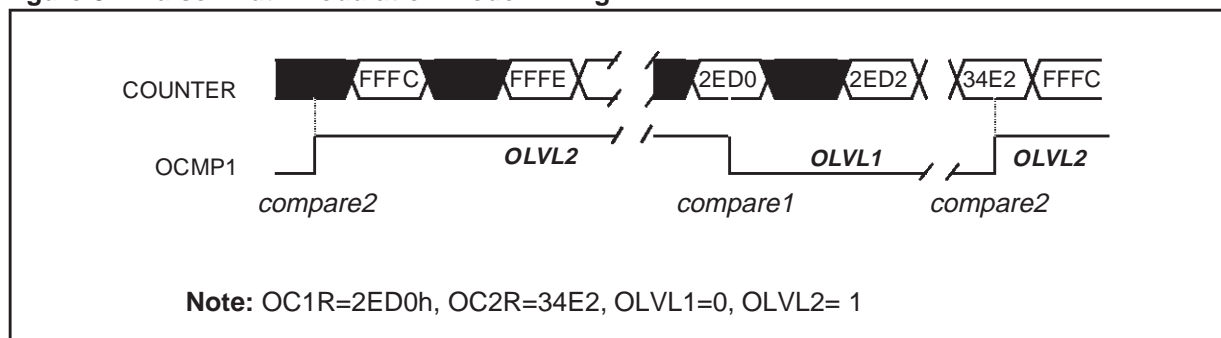 COUNTER FFFC FFFE 2ED0 2ED2 34E2 FFFC
OCMP1 OLVL2 OLVL1 OLVL2
compare2 compare1 compare2
Note: OC1R=2ED0h, OC2R=34E2, OLVL1=0, OLVL2= 1